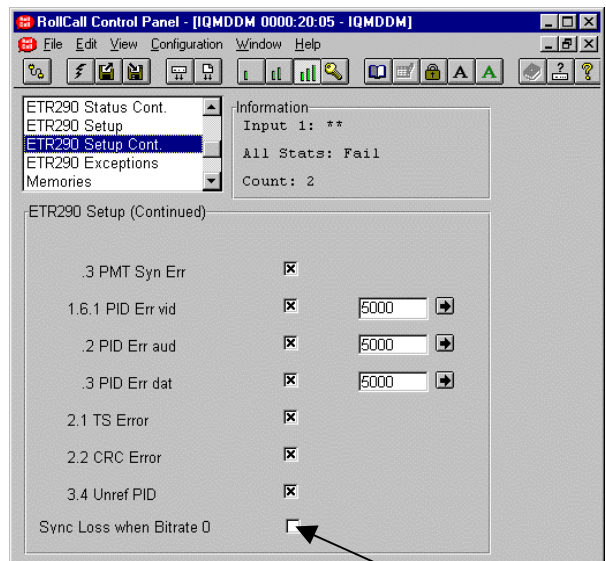 RollCall Control Panel - [IQMDDM 0000:20:05 - IQMDDM]
File Edit View Configuration Window Help
A A
?
ETR290 Status Cont.
ETR290 Setup
ETR290 Setup Cont.
ETR290 Exceptions
Memories
Information
Input 1: **
All Stats: Fail
Count: 2
ETR290 Setup (Continued)
.3 PMT Syn Err
1.6.1 PID Err vid 5000
.2 PID Err aud 5000
.3 PID Err dat 5000
2.1 TS Error
2.2 CRC Error
3.4 Unref PID
Sync Loss when Bitrate 0